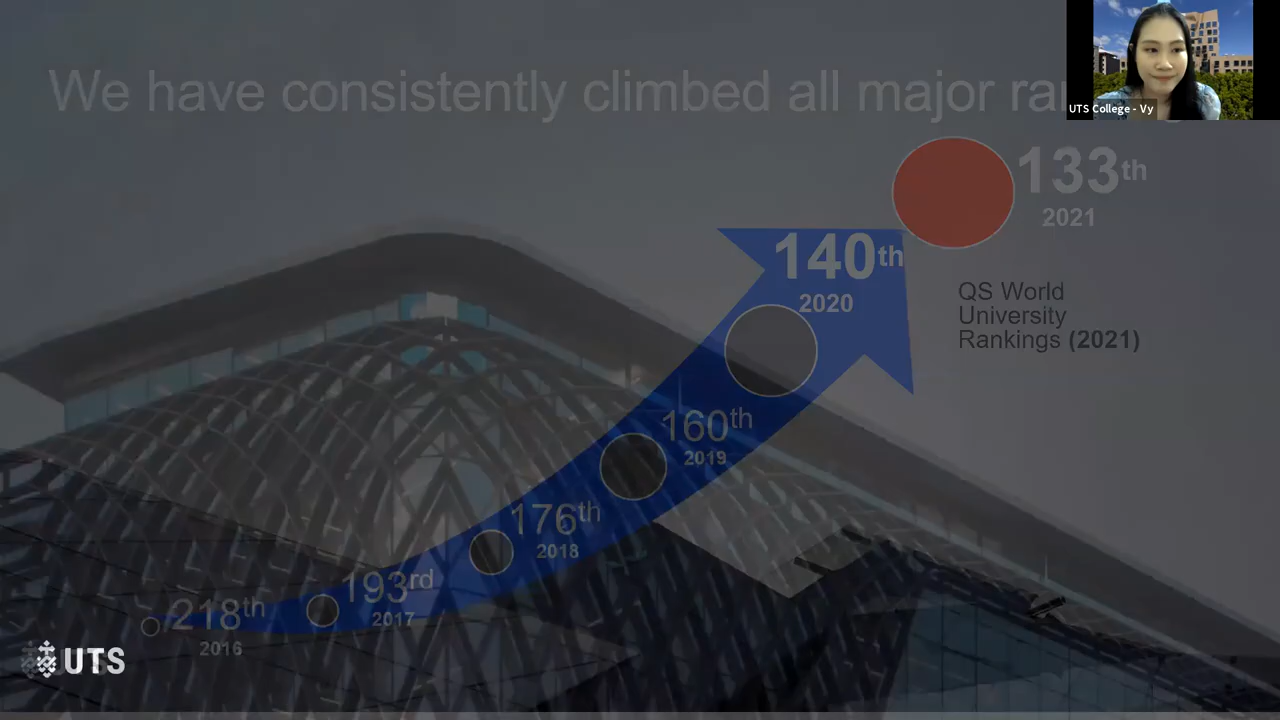 We have consistently climbed all major
UTS College - Vy
133th
2021
140th
2020
QS World
University
Rankings (2021)
160th
2019
176th
2018
193rd
2017
218th
2016
UTS